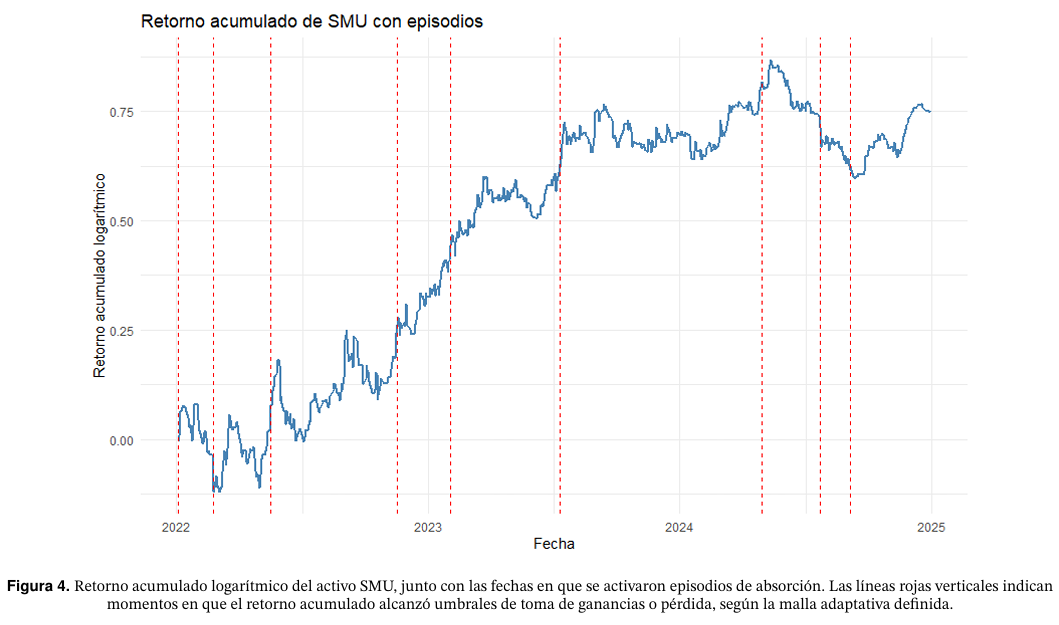 Retorno acumulado de SMU con episodios
Retorno acumulado logarítmico
0.75
0.50
0.25
0.00
2022 2023 2024 2025
Fecha
Figura 4. Retorno acumulado logarítmico del activo SMU, junto con las fechas en que se activaron episodios de absorción. Las líneas rojas verticales indican
momentos en que el retorno acumulado alcanzó umbrales de toma de ganancias o pérdida, según la malla adaptativa definida.